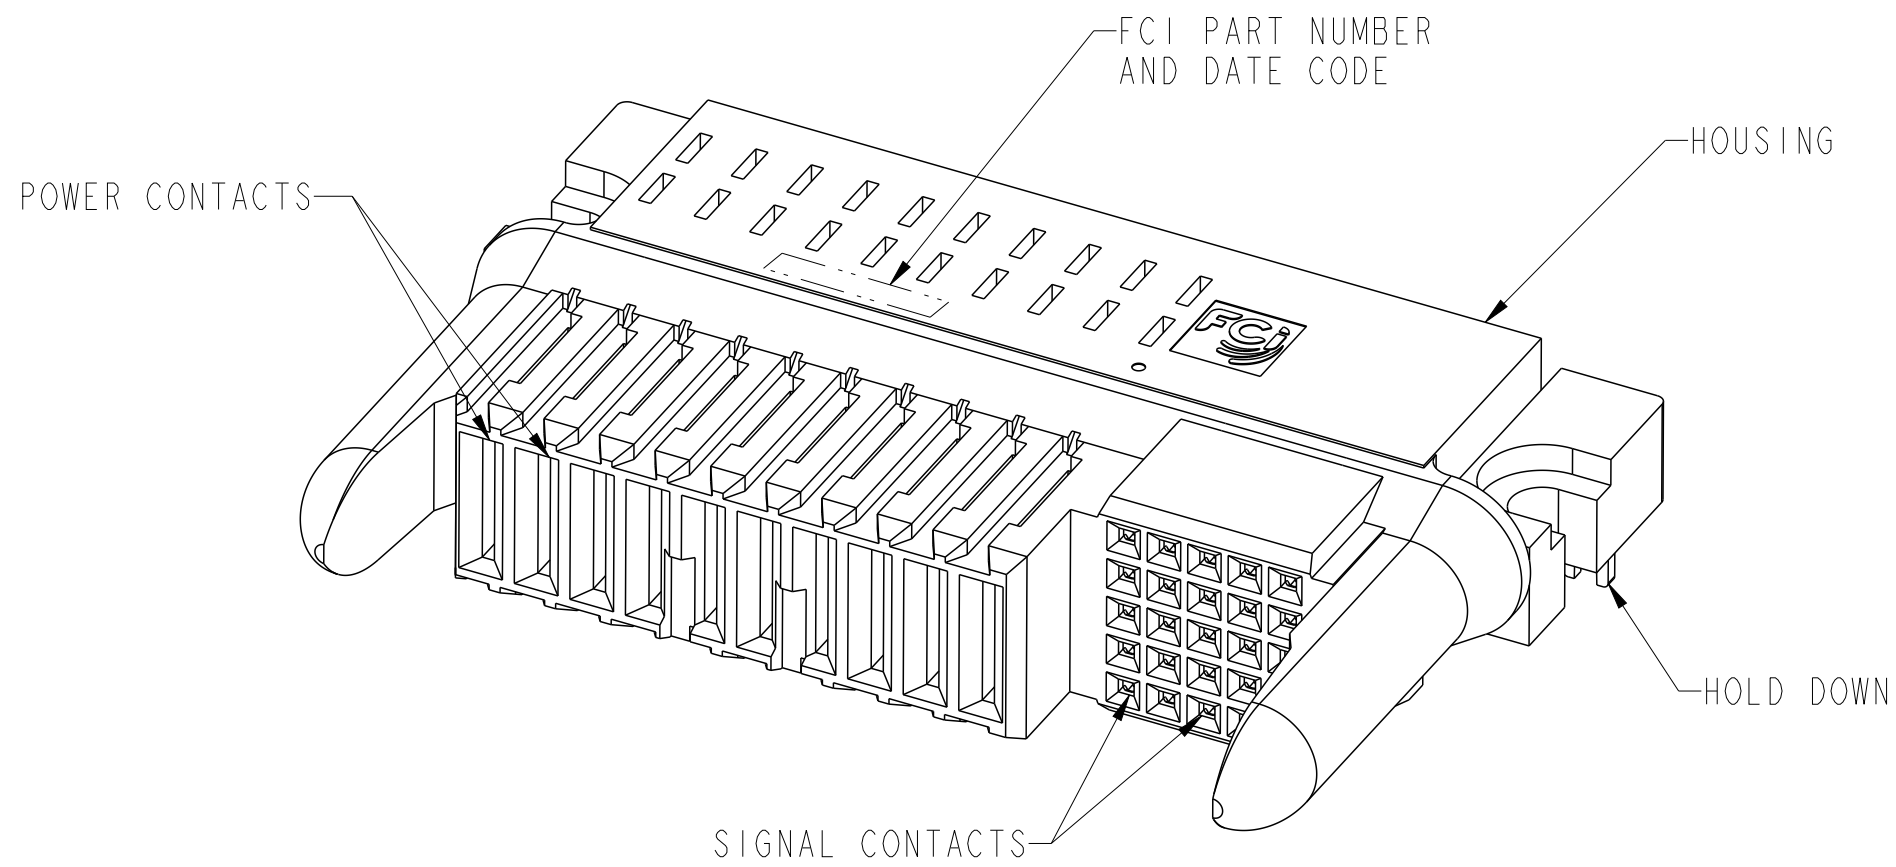 FCI PART NUMBER
AND DATE CODE
HOUSING
POWER CONTACTS
FCi
HOLD DOWN
SIGNAL CONTACTS